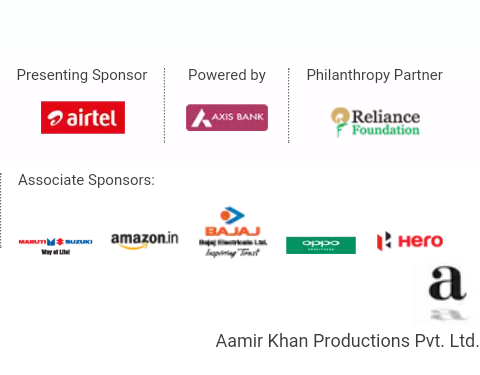 Presenting Sponsor
Powered by
Philanthropy Partner
airtel
AXIS BANK
Reliance
Foundation
Associate Sponsors:
MARUTI SUZUKI
Way of Life!
amazon.in
BAJAJ
Bajaj Electricals Ltd.
Inspiring Trust
oppo
Hero
a
Aamir Khan Productions Pvt. Ltd.